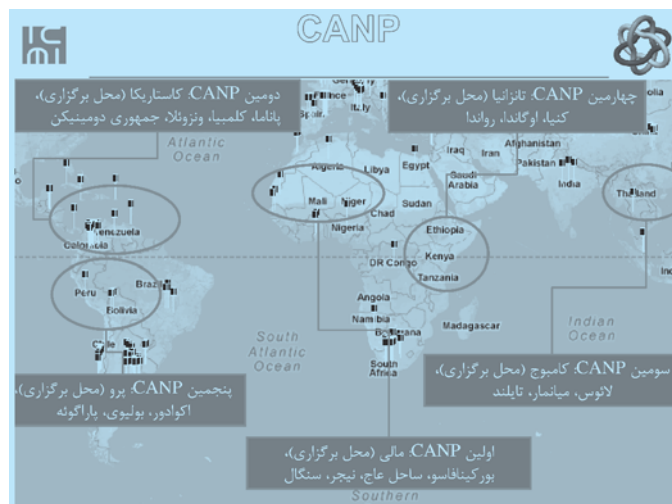 CANP
دومین CANP: کاستاریکا (محل برگزاری)،
پاناما، کلمبیا، ونزوئلا، جمهوری دومینیکن
چهارمین CANP: تانزانیا (محل برگزاری)،
کنیا، اوگاندا، رواندا
Atlantic
Ocean
Italy
Algeria
Libya
Egypt
Iraq
Iran
Afghanistan
Pakistan
Saudi
Arabia
India
Thailand
Mali
Niger
Chad
Sudan
Nigeria
Ethiopia
Venezuela
Colombia
DR Congo
Kenya
Tanzania
Peru
Brazil
Bolivia
Angola
Namibia
Botswana
Madagascar
South
Atlantic
Ocean
Indian
Ocean
South
Africa
Chile
سومین CANP: کامبوج (محل برگزاری)،
لائوس، میانمار، تایلند
پنجمین CANP: پرو (محل برگزاری)،
اکوادور، بولیوی، پاراگوئه
اولین CANP: مالی (محل برگزاری)،
بورکینافاسو، ساحل عاج، نیجر، سنگال
Southern